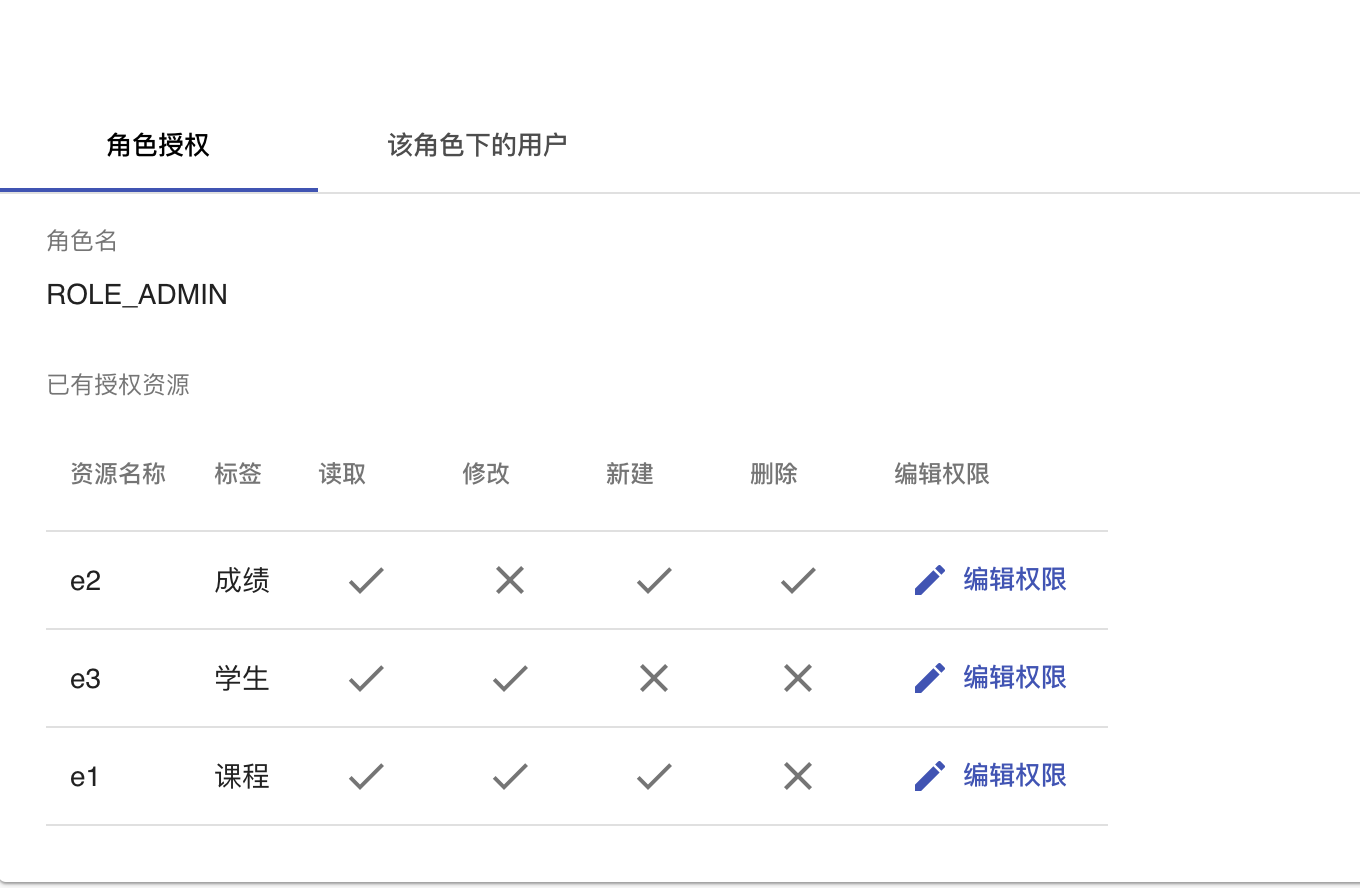 角色授权 该角色下的用户
角色名
ROLE_ADMIN
已有授权资源
资源名称 标签 读取 修改 新建 删除 编辑权限
e2 成绩 编辑权限
e3 学生 编辑权限
e1 课程 编辑权限